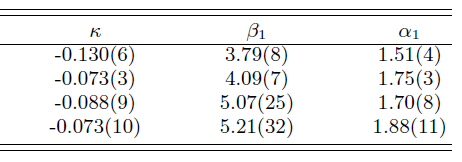 κ β₁ α₁
-0.130(6) 3.79(8) 1.51(4)
-0.073(3) 4.09(7) 1.75(3)
-0.088(9) 5.07(25) 1.70(8)
-0.073(10) 5.21(32) 1.88(11)